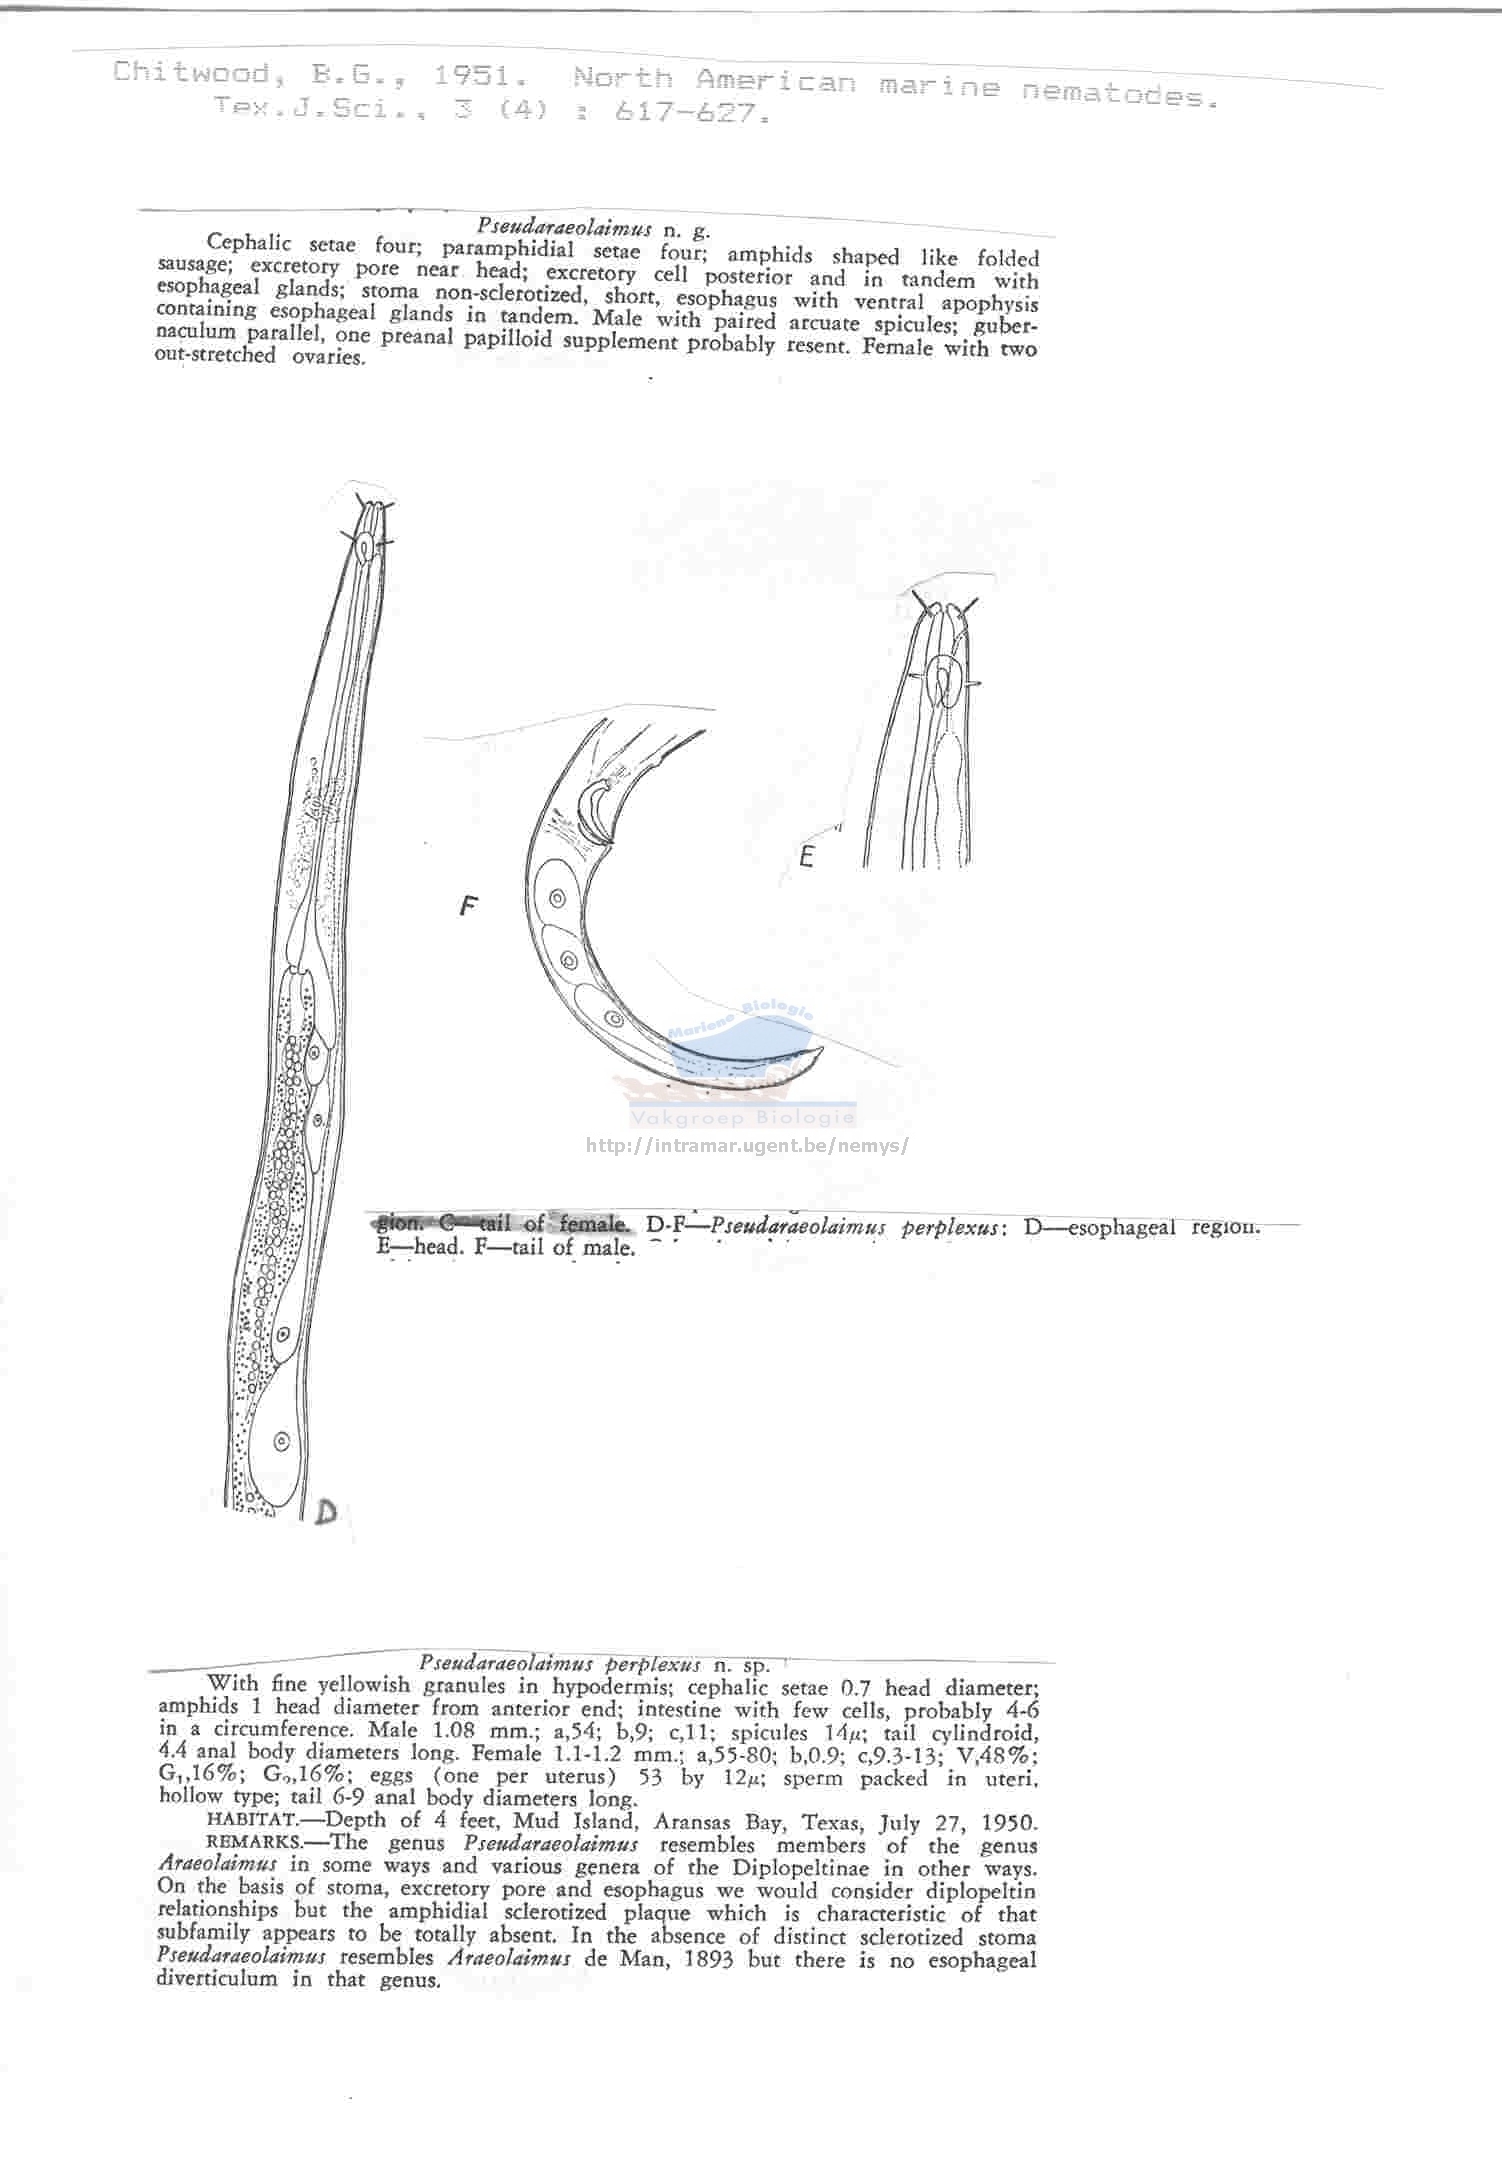 Chitwood, B.G., 1951. North American marine nematodes.
Tex.J.Sci., 3 (4) : 617-627.
Pseudaraeolaimus n. g.
Cephalic setae four; paramphidial setae four; amphids shaped like folded
sausage; excretory pore near head; excretory cell posterior and in tandem with
esophageal glands; stoma non-sclerotized, short, esophagus with ventral apophysis
containing esophageal glands in tandem. Male with paired arcuate spicules; guber-
naculum parallel, one preanal papilloid supplement probably resent. Female with two
out-stretched ovaries.
E
F
Mariene Biologie
Vakgroep Biologie
http://intramar.ugent.be/nemys/
gion. C—tail of female. D-F—Pseudaraeolaimus perplexus: D—esophageal region.
E—head. F—tail of male.
D
Pseudaraeolaimus perplexus n. sp.
With fine yellowish granules in hypodermis; cephalic setae 0.7 head diameter;
amphids 1 head diameter from anterior end; intestine with few cells, probably 4-6
in a circumference. Male 1.08 mm.; a,54; b,9; c,11; spicules 14μ; tail cylindroid,
4.4 anal body diameters long. Female 1.1-1.2 mm.; a,55-80; b,0.9; c,9.3-13; V,48%;
G₁,16%; G₂,16%; eggs (one per uterus) 53 by 12μ; sperm packed in uteri,
hollow type; tail 6-9 anal body diameters long.
HABITAT.—Depth of 4 feet, Mud Island, Aransas Bay, Texas, July 27, 1950.
REMARKS.—The genus Pseudaraeolaimus resembles members of the genus
Araeolaimus in some ways and various genera of the Diplopeltinae in other ways.
On the basis of stoma, excretory pore and esophagus we would consider diplopeltin
relationships but the amphidial sclerotized plaque which is characteristic of that
subfamily appears to be totally absent. In the absence of distinct sclerotized stoma
Pseudaraeolaimus resembles Araeolaimus de Man, 1893 but there is no esophageal
diverticulum in that genus.